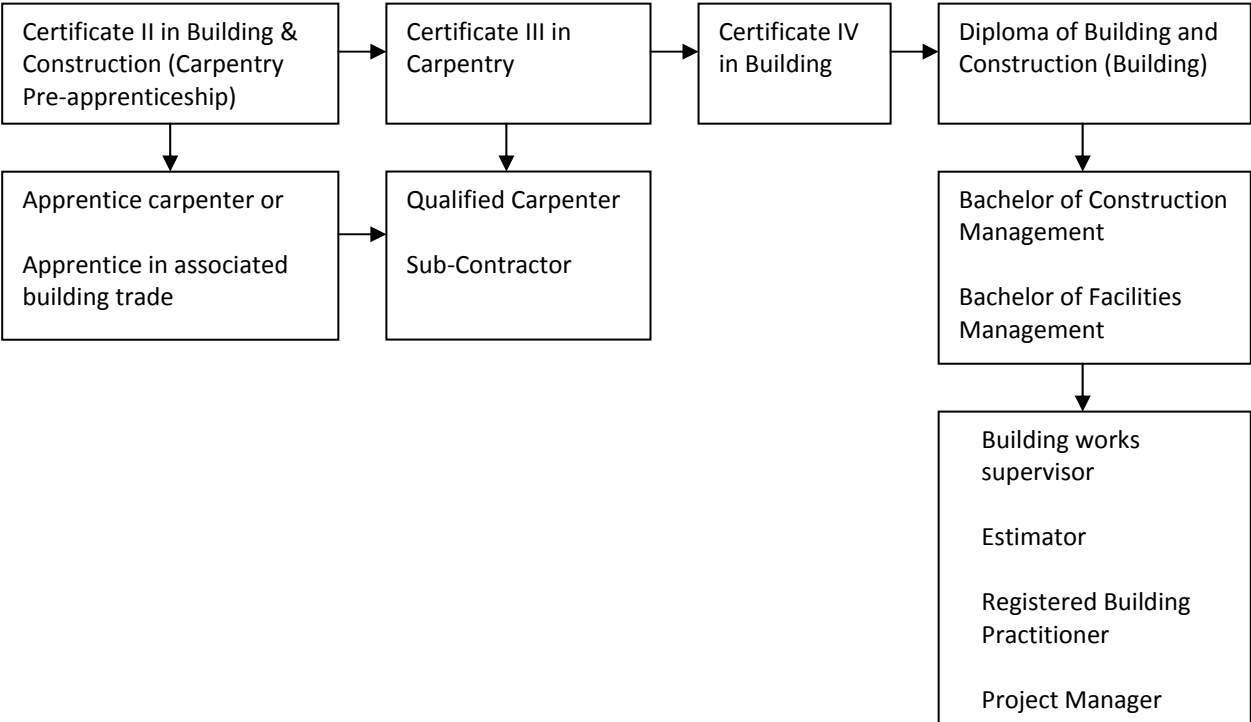 Certificate II in Building &
Construction (Carpentry
Pre-apprenticeship)
Certificate III in
Carpentry
Certificate IV
in Building
Diploma of Building and
Construction (Building)
Apprentice carpenter or
Apprentice in associated
building trade
Qualified Carpenter
Sub-Contractor
Bachelor of Construction
Management
Bachelor of Facilities
Management
Building works
supervisor
Estimator
Registered Building
Practitioner
Project Manager